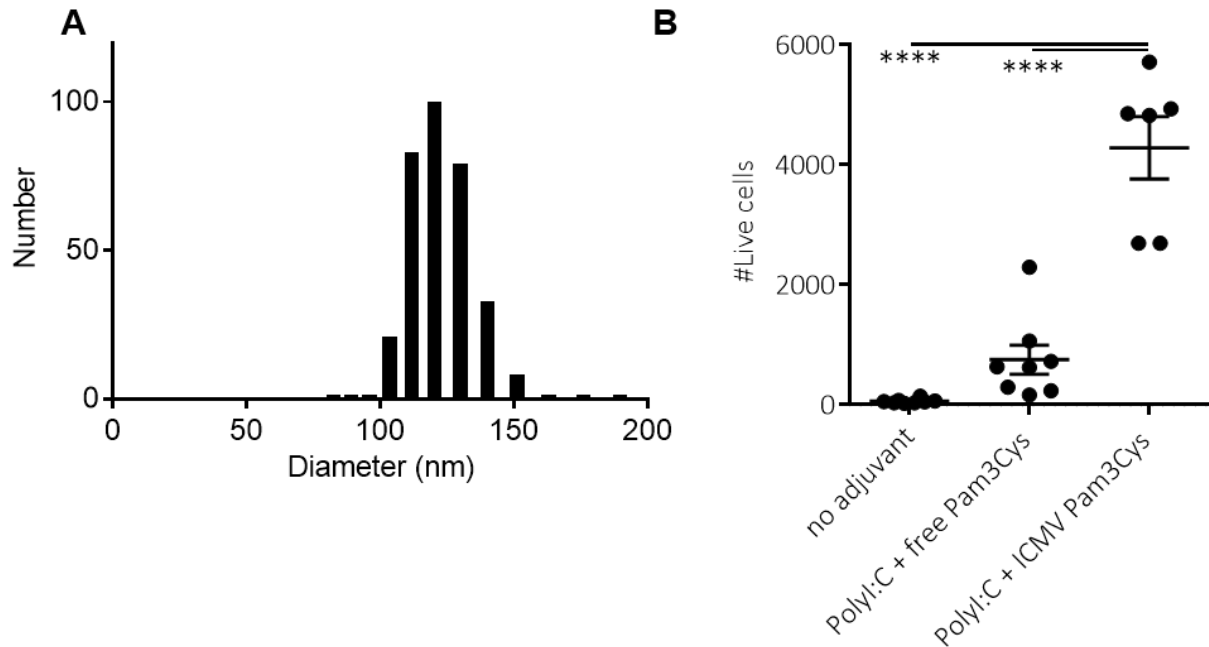 A
Number
100
50
0
0
50
100
150
200
Diameter (nm)
B
#Live cells
6000
4000
2000
0
****
****
no adjuvant
PolyI:C + free Pam3Cys
PolyI:C + ICMV Pam3Cys